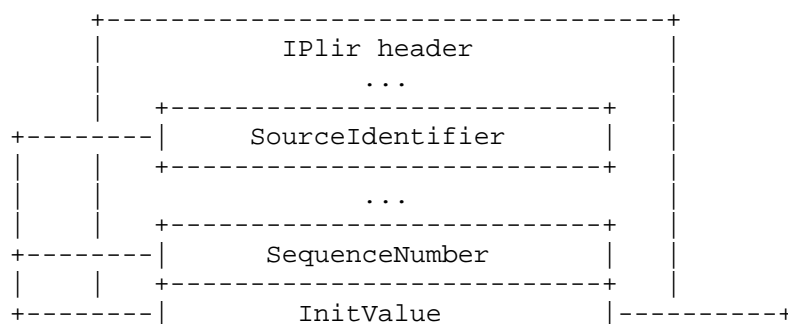 IPlir header
...
SourceIdentifier
...
SequenceNumber
InitValue